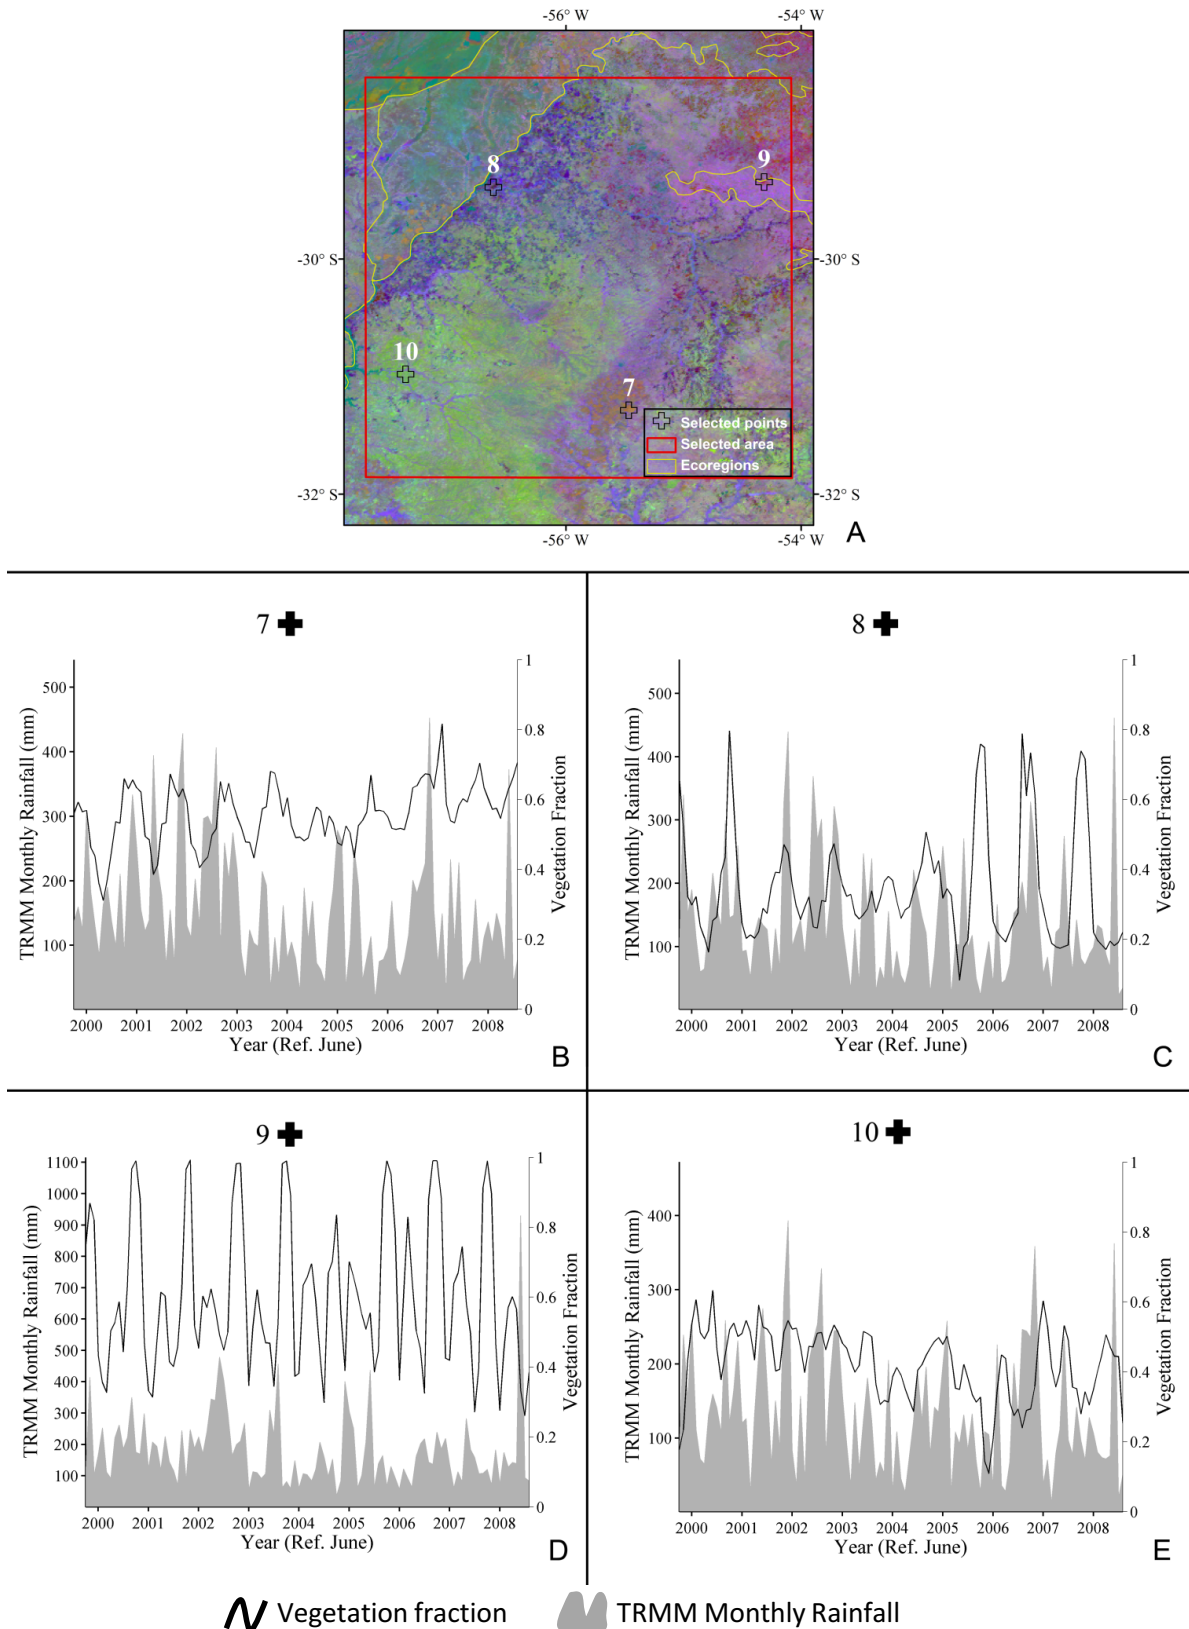 -56° W
-54° W
8
9
-30° S
-30° S
10
7
Selected points
Selected area
Ecoregions
-32° S
-32° S
-56° W
-54° W
A
7
TRMM Monthly Rainfall (mm)
500
400
300
200
100
1
0.8
0.6
0.4
0.2
0
Vegetation Fraction
2000 2001 2002 2003 2004 2005 2006 2007 2008
Year (Ref. June)
B
8
TRMM Monthly Rainfall (mm)
500
400
300
200
100
1
0.8
0.6
0.4
0.2
0
Vegetation Fraction
2000 2001 2002 2003 2004 2005 2006 2007 2008
Year (Ref. June)
C
9
TRMM Monthly Rainfall (mm)
1100
1000
900
800
700
600
500
400
300
200
100
1
0.8
0.6
0.4
0.2
0
Vegetation Fraction
2000 2001 2002 2003 2004 2005 2006 2007 2008
Year (Ref. June)
D
10
TRMM Monthly Rainfall (mm)
400
300
200
100
1
0.8
0.6
0.4
0.2
0
Vegetation Fraction
2000 2001 2002 2003 2004 2005 2006 2007 2008
Year (Ref. June)
E
Vegetation fraction
TRMM Monthly Rainfall